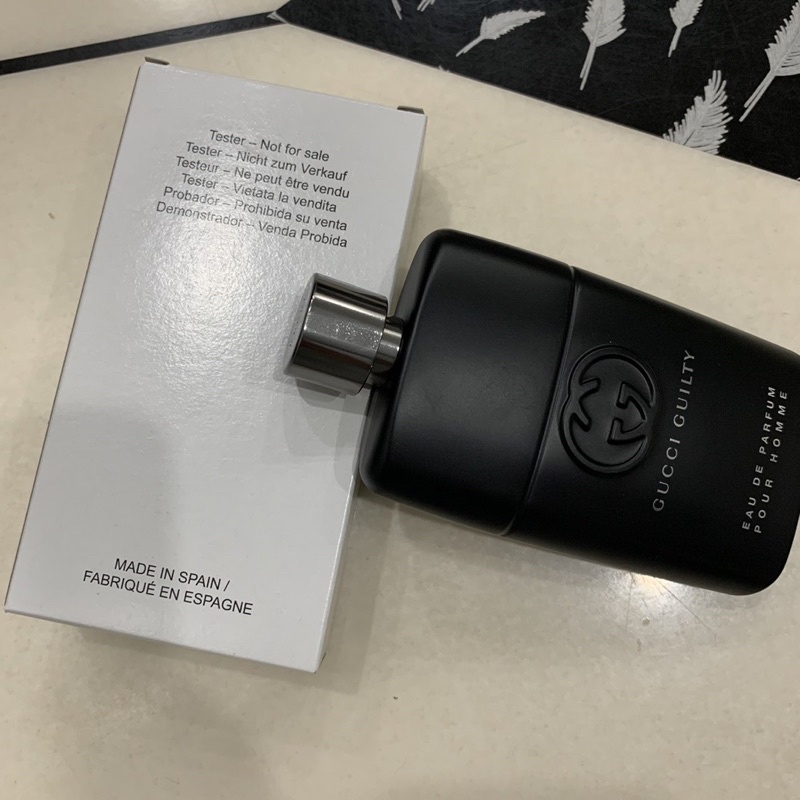 Tester – Not for sale
Tester – Nicht zum Verkauf
Testeur – Ne peut être vendu
Tester – Vietata la vendita
Probador – Prohibida su venta
Demonstrador – Venda Probida
MADE IN SPAIN /
FABRIQUÉ EN ESPAGNE
GUCCI GUILTY
EAU DE PARFUM
POUR HOMME